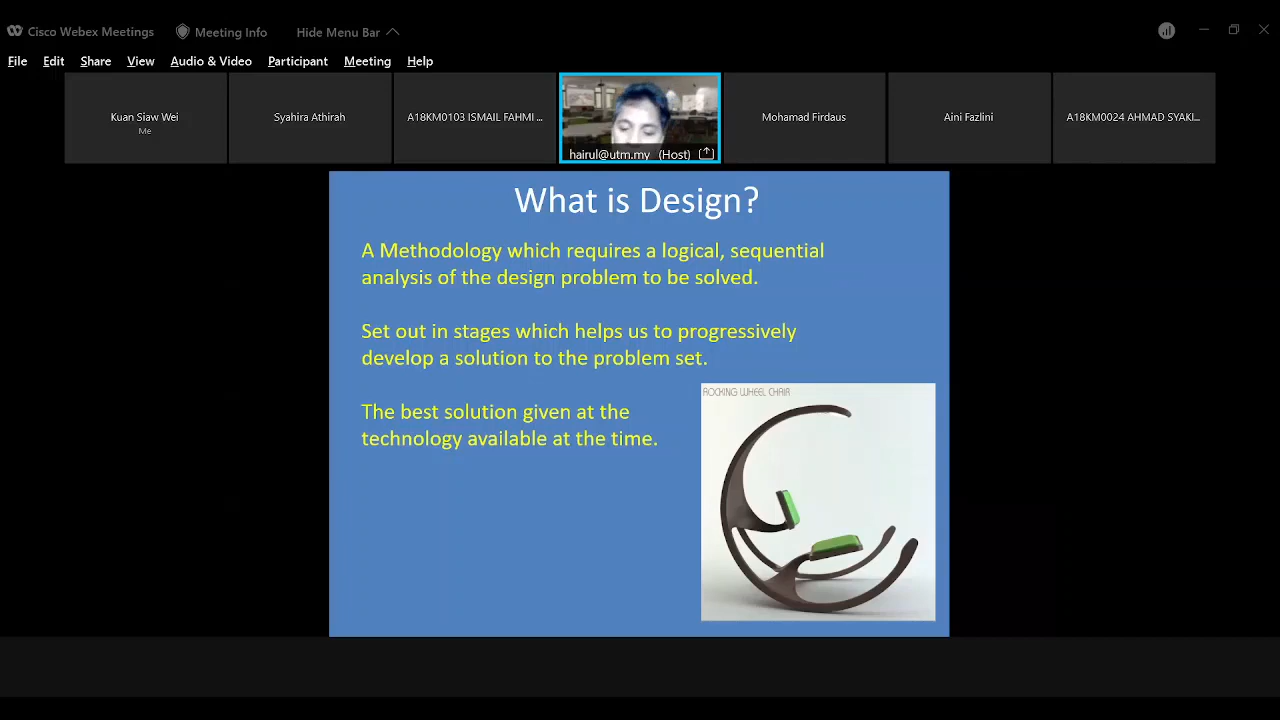 Cisco Webex Meetings Meeting Info Hide Menu Bar
File Edit Share View Audio & Video Participant Meeting Help
Kuan Siaw Wei
Me
Syahira Athirah
A18KM0103 ISMAIL FAHMI ...
hairul@utm.my (Host)
Mohamad Firdaus
Aini Fazlini
A18KM0024 AHMAD SYAKI...
What is Design?
A Methodology which requires a logical, sequential
analysis of the design problem to be solved.
Set out in stages which helps us to progressively
develop a solution to the problem set.
The best solution given at the
technology available at the time.
ROCKING WHEEL CHAIR